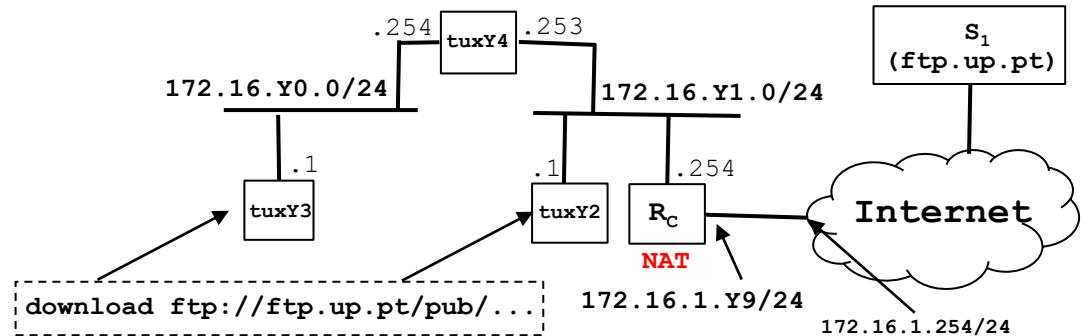 .254
tuxY4
.253
S1
(ftp.up.pt)
172.16.Y0.0/24
172.16.Y1.0/24
.1
.1
.254
tuxY3
tuxY2
RC
Internet
NAT
download ftp://ftp.up.pt/pub/...
172.16.1.Y9/24
172.16.1.254/24